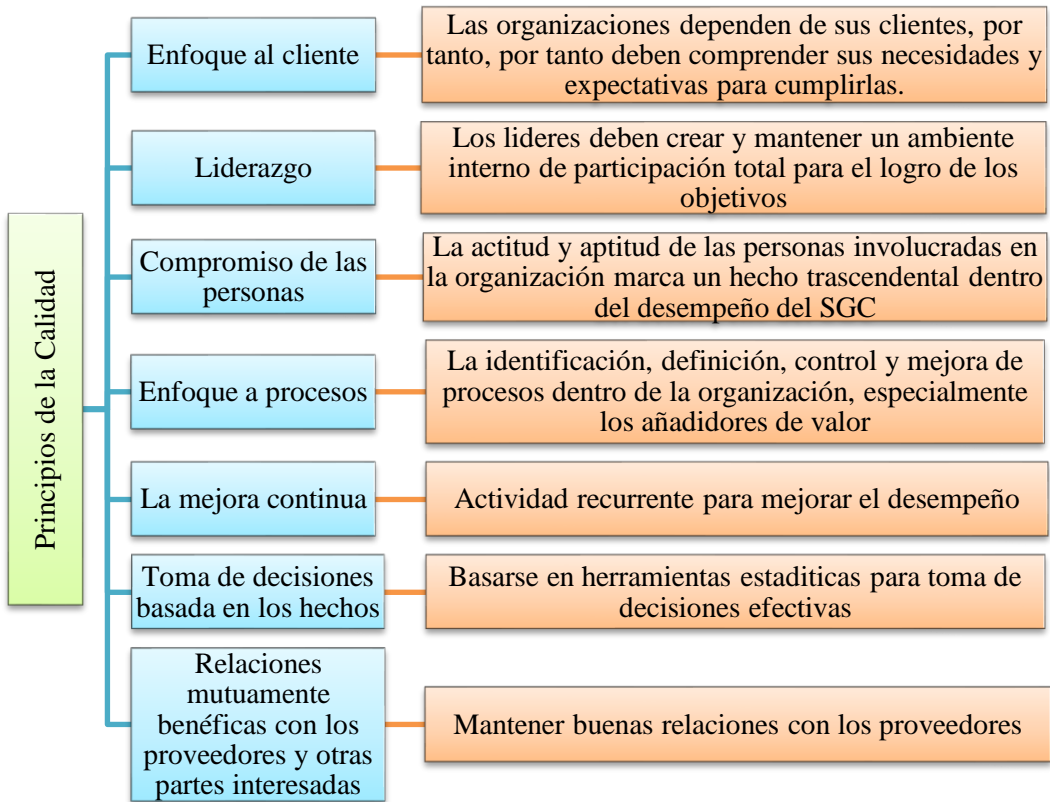 Principios de la Calidad
Enfoque al cliente
Las organizaciones dependen de sus clientes, por
tanto, por tanto deben comprender sus necesidades y
expectativas para cumplirlas.
Liderazgo
Los lideres deben crear y mantener un ambiente
interno de participación total para el logro de los
objetivos
Compromiso de las
personas
La actitud y aptitud de las personas involucradas en
la organización marca un hecho trascendental dentro
del desempeño del SGC
Enfoque a procesos
La identificación, definición, control y mejora de
procesos dentro de la organización, especialmente
los añadidores de valor
La mejora continua
Actividad recurrente para mejorar el desempeño
Toma de decisiones
basada en los hechos
Basarse en herramientas estaditicas para toma de
decisiones efectivas
Relaciones
mutuamente
benéficas con los
proveedores y otras
partes interesadas
Mantener buenas relaciones con los proveedores